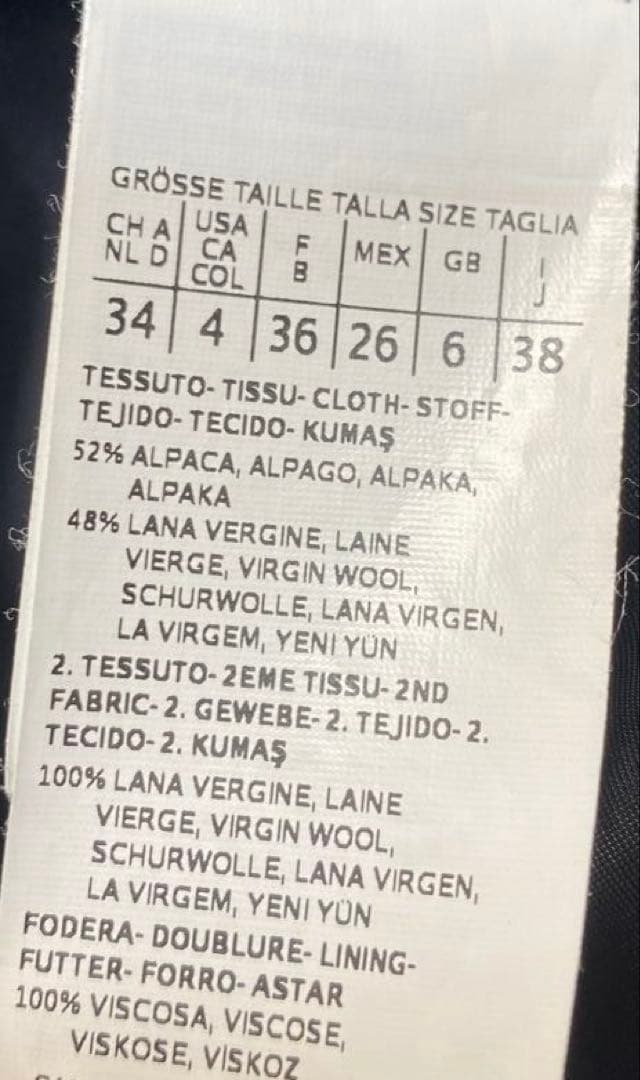 GRÖSSE TAILLE TALLA SIZE TAGLIA
CH A NL D | USA CA COL | F B | MEX | GB | I J
34 | 4 | 36 | 26 | 6 | 38
TESSUTO- TISSU- CLOTH- STOFF-
TEJIDO- TECIDO- KUMAŞ
52% ALPACA, ALPAGO, ALPAKA,
ALPAKA
48% LANA VERGINE, LAINE
VIERGE, VIRGIN WOOL,
SCHURWOLLE, LANA VIRGEN,
LA VIRGEM, YENI YÜN
2. TESSUTO- 2EME TISSU- 2ND
FABRIC- 2. GEWEBE- 2. TEJIDO- 2.
TECIDO- 2. KUMAŞ
100% LANA VERGINE, LAINE
VIERGE, VIRGIN WOOL,
SCHURWOLLE, LANA VIRGEN,
LA VIRGEM, YENI YÜN
FODERA- DOUBLURE- LINING-
FUTTER- FORRO- ASTAR
100% VISCOSA, VISCOSE,
VISKOSE, VİSKOZ